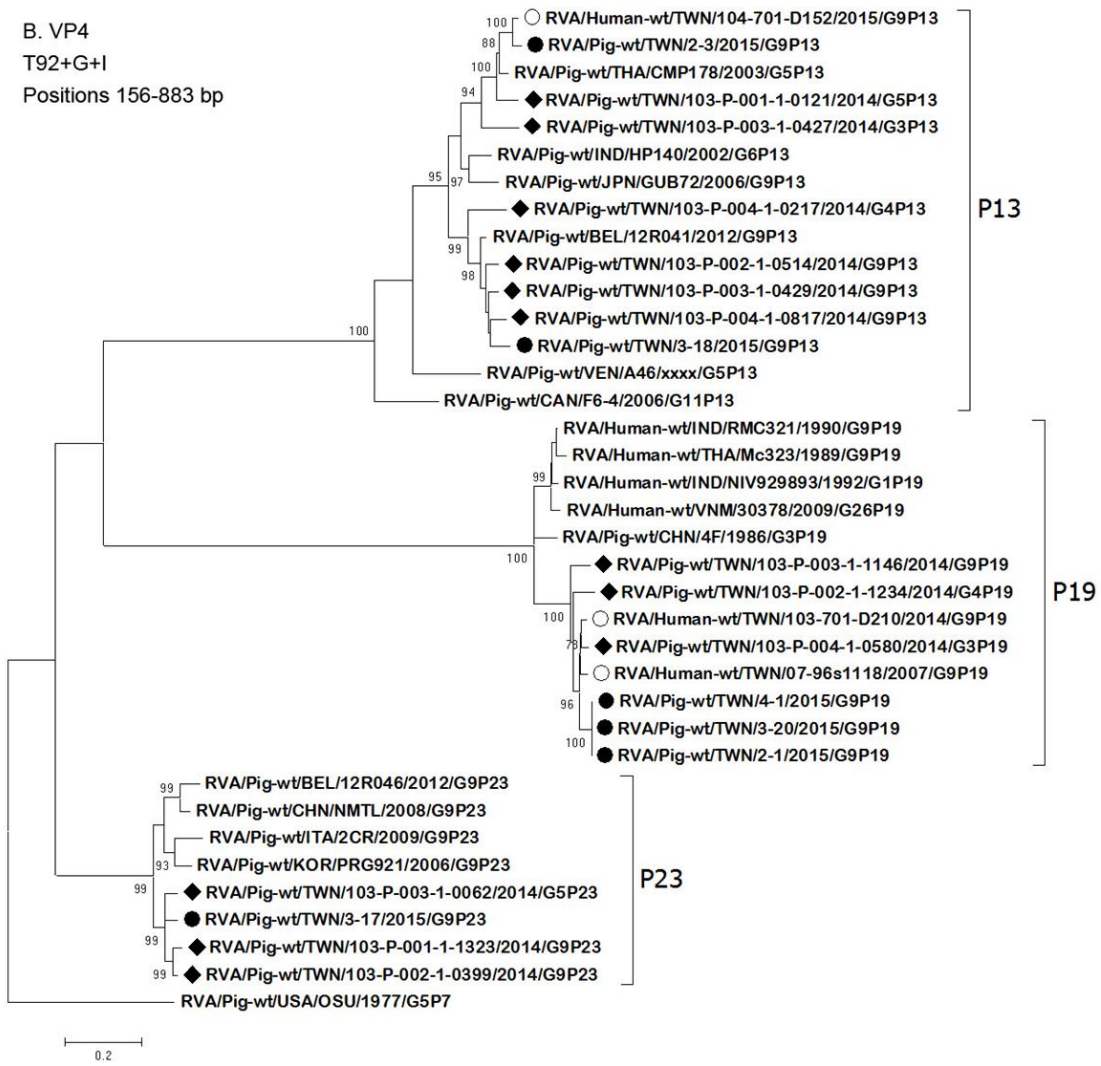 B. VP4
T92+G+I
Positions 156-883 bp
100
RVA/Human-wt/TWN/104-701-D152/2015/G9P13
88
RVA/Pig-wt/TWN/2-3/2015/G9P13
100
RVA/Pig-wt/THA/CMP178/2003/G5P13
94
RVA/Pig-wt/TWN/103-P-001-1-0121/2014/G5P13
RVA/Pig-wt/TWN/103-P-003-1-0427/2014/G3P13
RVA/Pig-wt/IND/HP140/2002/G6P13
95
97
RVA/Pig-wt/JPN/GUB72/2006/G9P13
P13
RVA/Pig-wt/TWN/103-P-004-1-0217/2014/G4P13
99
RVA/Pig-wt/BEL/12R041/2012/G9P13
98
RVA/Pig-wt/TWN/103-P-002-1-0514/2014/G9P13
RVA/Pig-wt/TWN/103-P-003-1-0429/2014/G9P13
RVA/Pig-wt/TWN/103-P-004-1-0817/2014/G9P13
100
RVA/Pig-wt/TWN/3-18/2015/G9P13
RVA/Pig-wt/VEN/A46/xxxx/G5P13
RVA/Pig-wt/CAN/F6-4/2006/G11P13
RVA/Human-wt/IND/RMC321/1990/G9P19
RVA/Human-wt/THA/Mc323/1989/G9P19
99
RVA/Human-wt/IND/NIV929893/1992/G1P19
RVA/Human-wt/VNM/30378/2009/G26P19
RVA/Pig-wt/CHN/4F/1986/G3P19
100
RVA/Pig-wt/TWN/103-P-003-1-1146/2014/G9P19
RVA/Pig-wt/TWN/103-P-002-1-1234/2014/G4P19
P19
100
RVA/Human-wt/TWN/103-701-D210/2014/G9P19
RVA/Pig-wt/TWN/103-P-004-1-0580/2014/G3P19
RVA/Human-wt/TWN/07-96s1118/2007/G9P19
96
RVA/Pig-wt/TWN/4-1/2015/G9P19
RVA/Pig-wt/TWN/3-20/2015/G9P19
100
RVA/Pig-wt/TWN/2-1/2015/G9P19
99
RVA/Pig-wt/BEL/12R046/2012/G9P23
RVA/Pig-wt/CHN/NMTL/2008/G9P23
RVA/Pig-wt/ITA/2CR/2009/G9P23
93
RVA/Pig-wt/KOR/PRG921/2006/G9P23
P23
99
RVA/Pig-wt/TWN/103-P-003-1-0062/2014/G5P23
RVA/Pig-wt/TWN/3-17/2015/G9P23
99
RVA/Pig-wt/TWN/103-P-001-1-1323/2014/G9P23
99
RVA/Pig-wt/TWN/103-P-002-1-0399/2014/G9P23
RVA/Pig-wt/USA/OSU/1977/G5P7
0.2